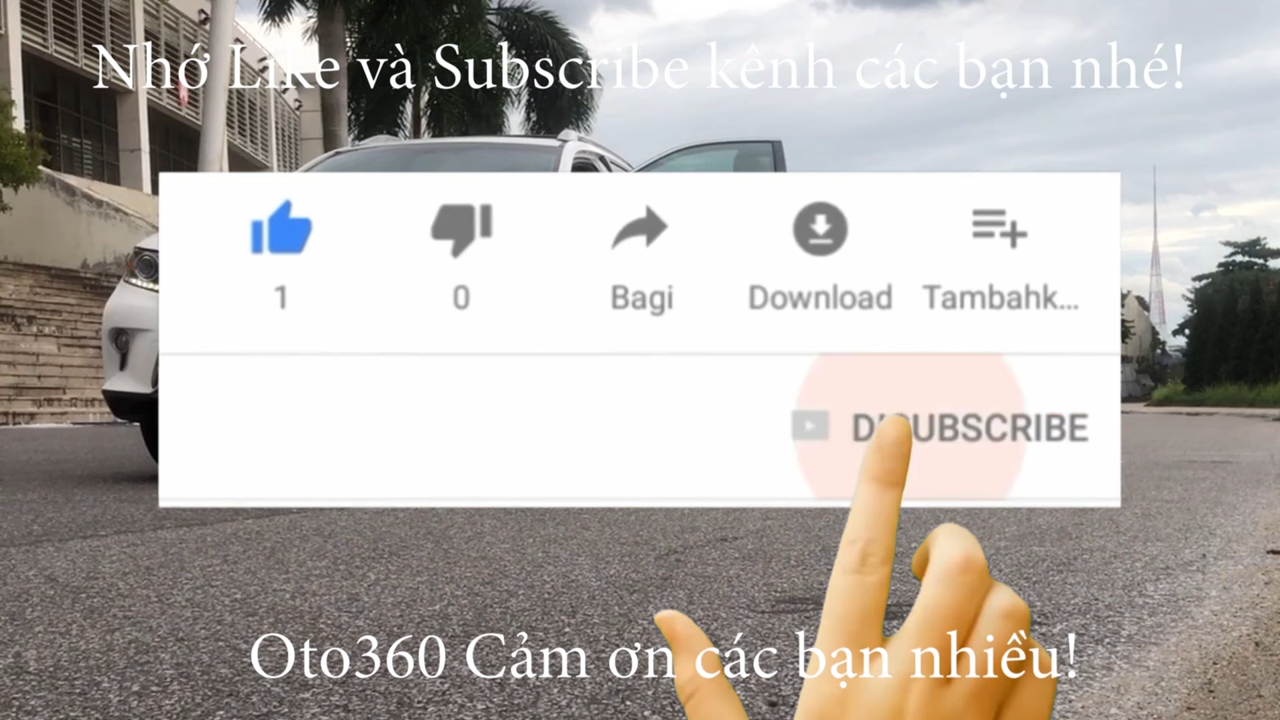 Nhớ Like và Subscribe kênh các bạn nhé!
1
0
Bagi
Download
Tambahk...
Oto360 Cảm ơn các bạn nhiều!